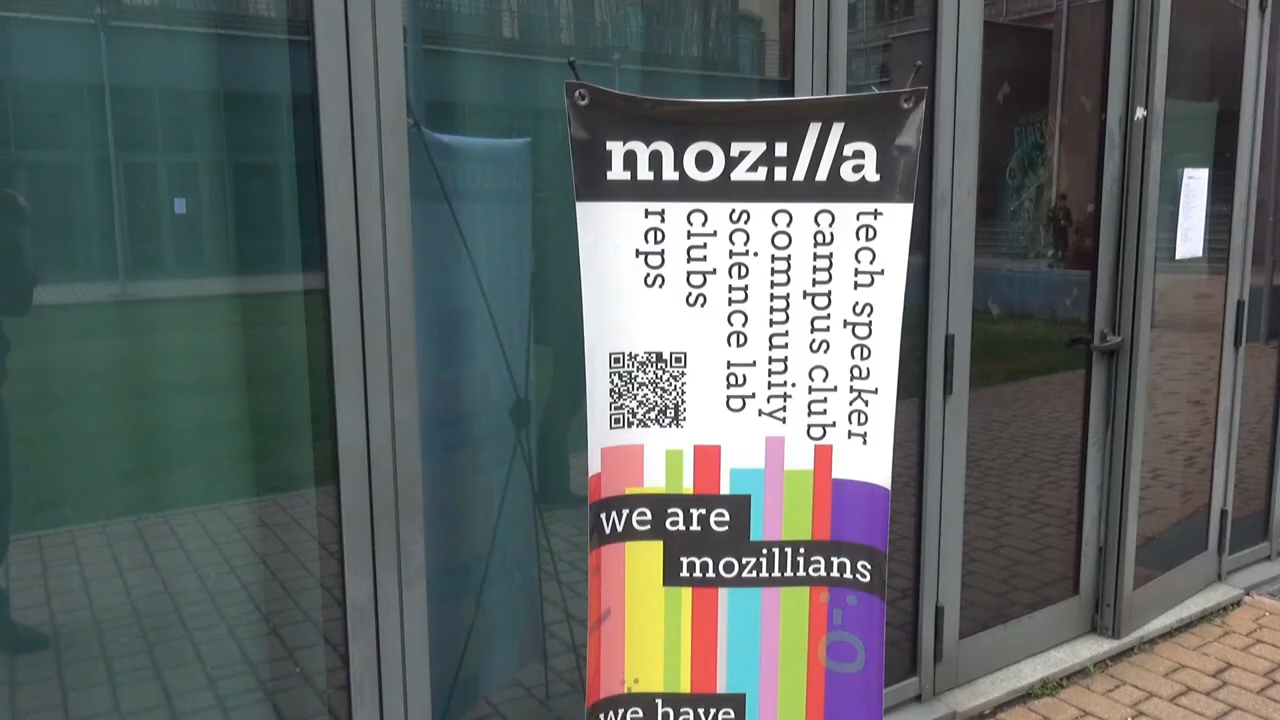 moz://a
tech speaker
campus club
community
science lab
clubs
reps
we are
mozillians
:-O
we have